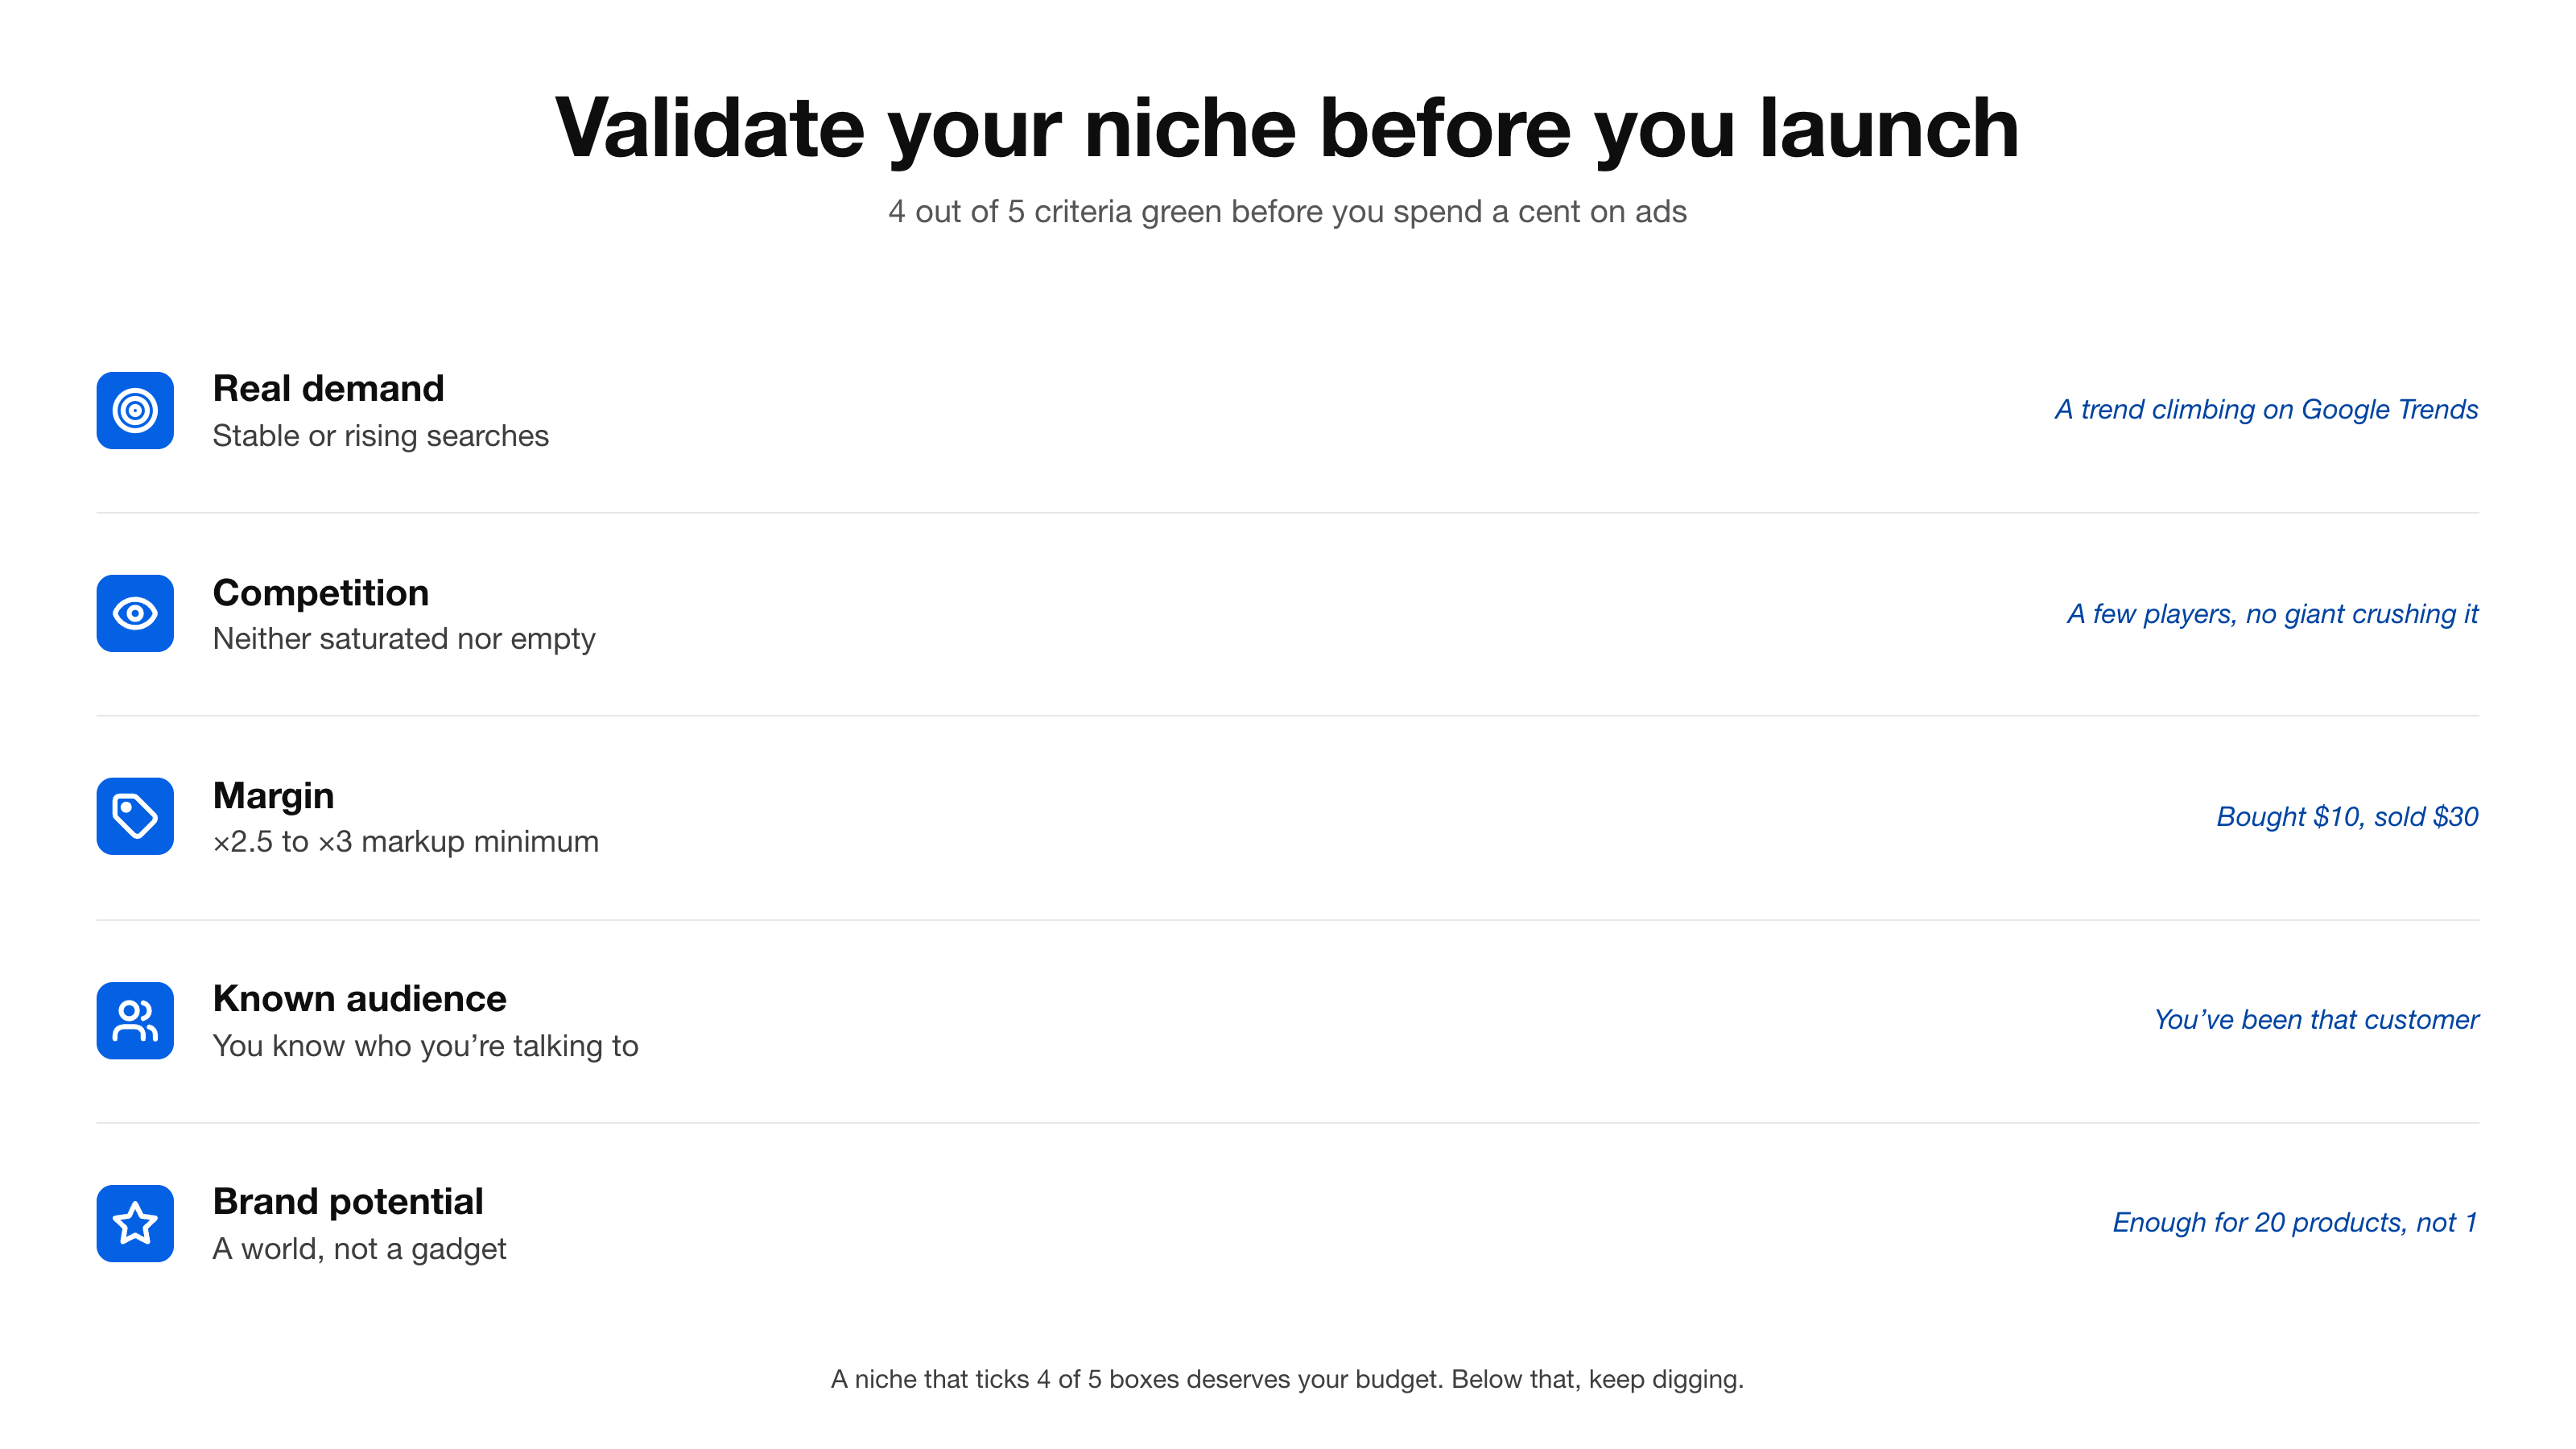 Validate your niche before you launch
4 out of 5 criteria green before you spend a cent on ads
Real demand
Stable or rising searches
A trend climbing on Google Trends
Competition
Neither saturated nor empty
A few players, no giant crushing it
Margin
×2.5 to ×3 markup minimum
Bought $10, sold $30
Known audience
You know who you’re talking to
You’ve been that customer
Brand potential
A world, not a gadget
Enough for 20 products, not 1
A niche that ticks 4 of 5 boxes deserves your budget. Below that, keep digging.